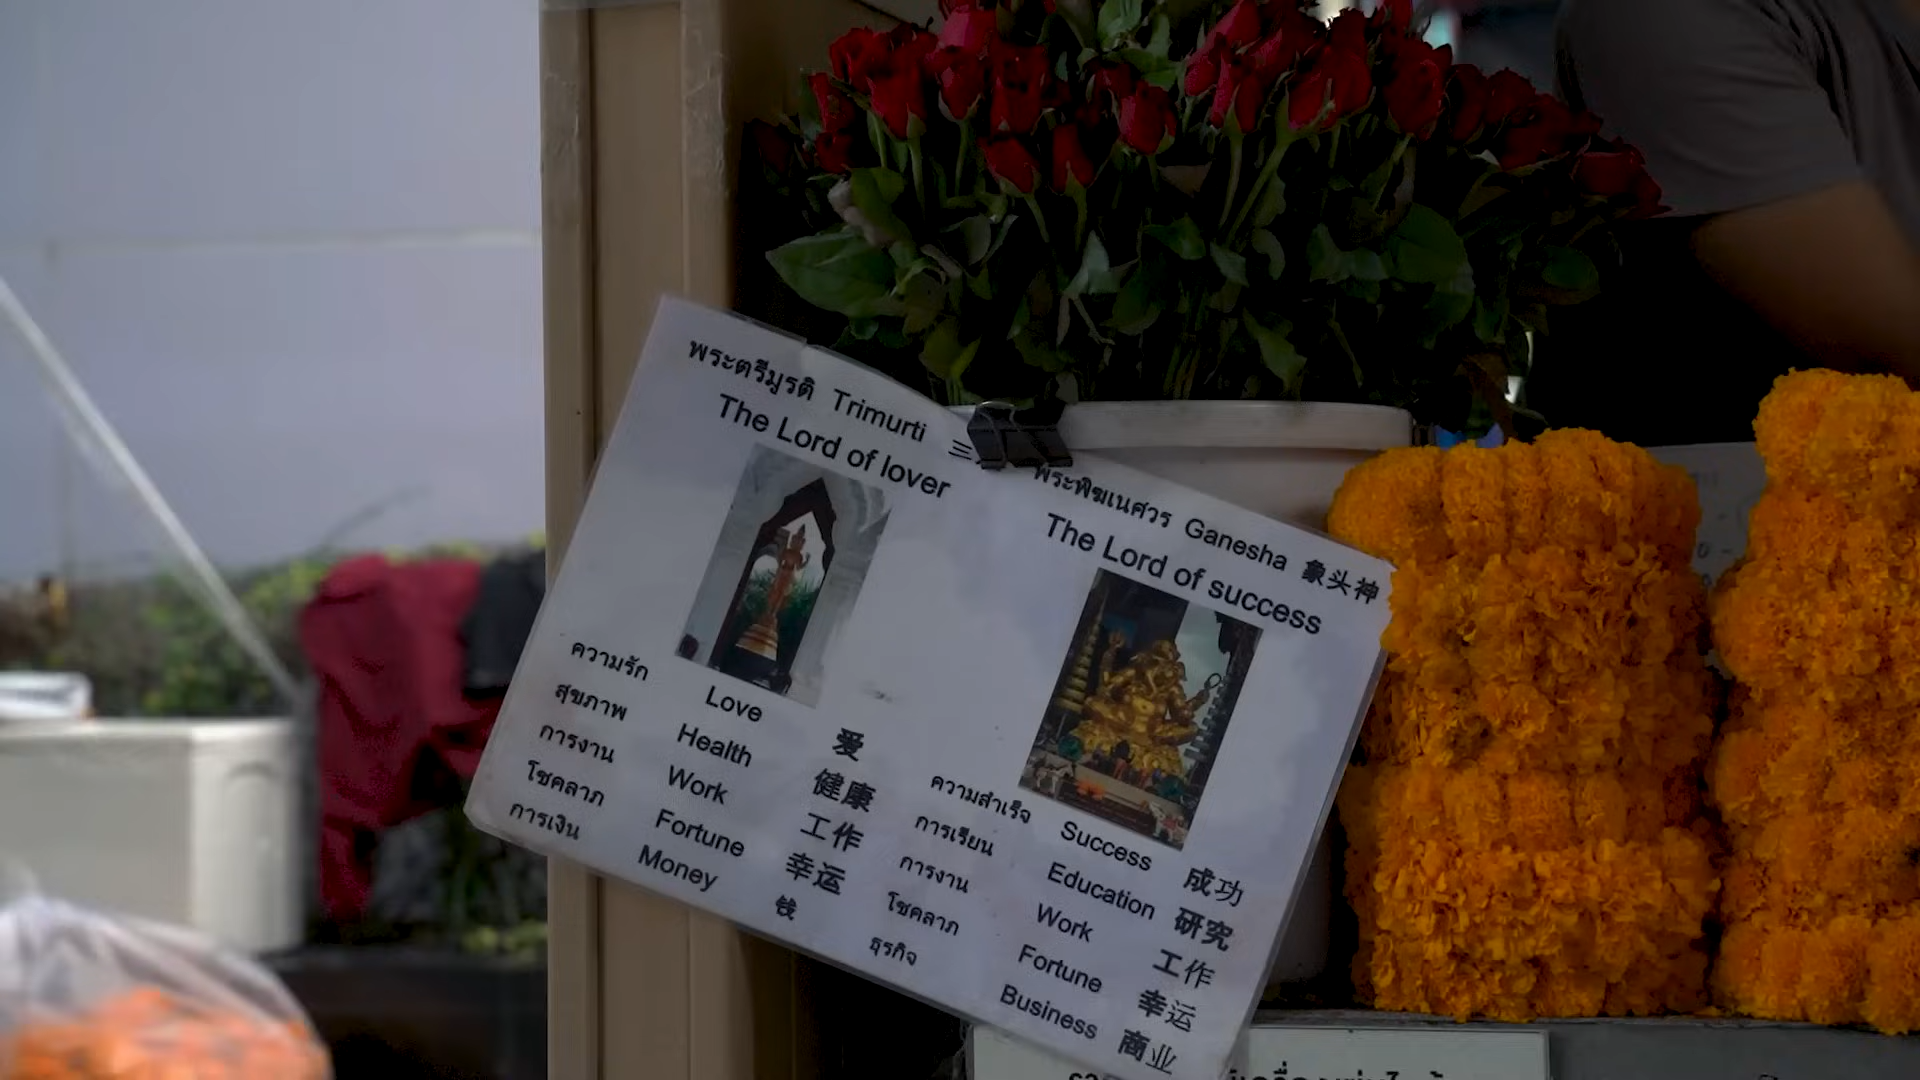 พระตรีมูรติ Trimurti 三
The Lord of lover
ความรัก Love 爱
สุขภาพ Health 健康
การงาน Work 工作
โชคลาภ Fortune 幸运
การเงิน Money 钱
พระพิฆเนศวร Ganesha 象头神
The Lord of success
ความสำเร็จ Success 成功
การเรียน Education 研究
การงาน Work 工作
โชคลาภ Fortune 幸运
ธุรกิจ Business 商业